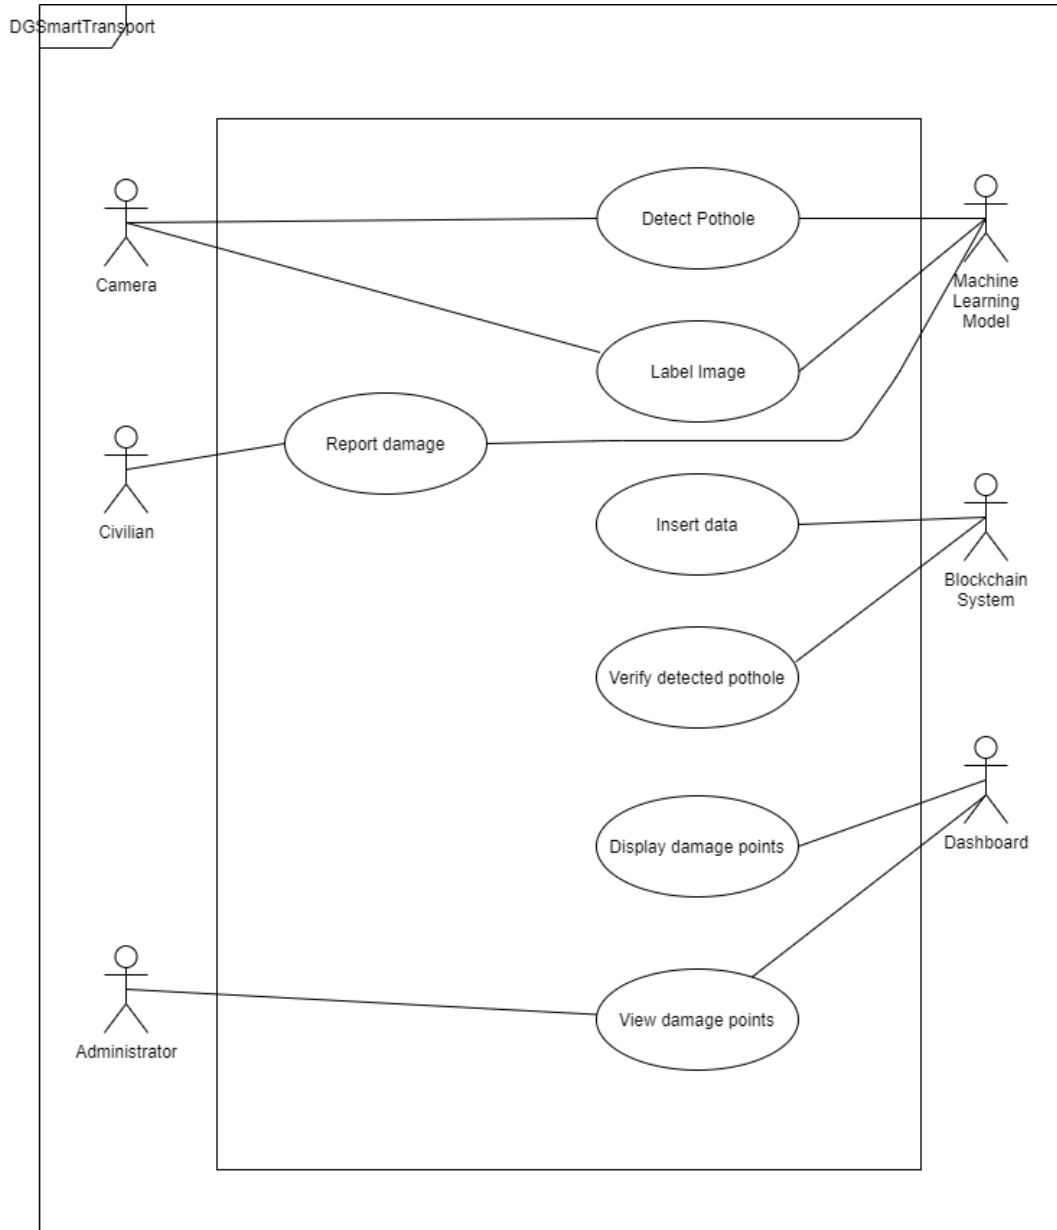 DGSmartTransport
Detect Pothole
Camera
Machine
Learning
Model
Label Image
Report damage
Civilian
Insert data
Blockchain
System
Verify detected pothole
Display damage points
Dashboard
View damage points
Administrator